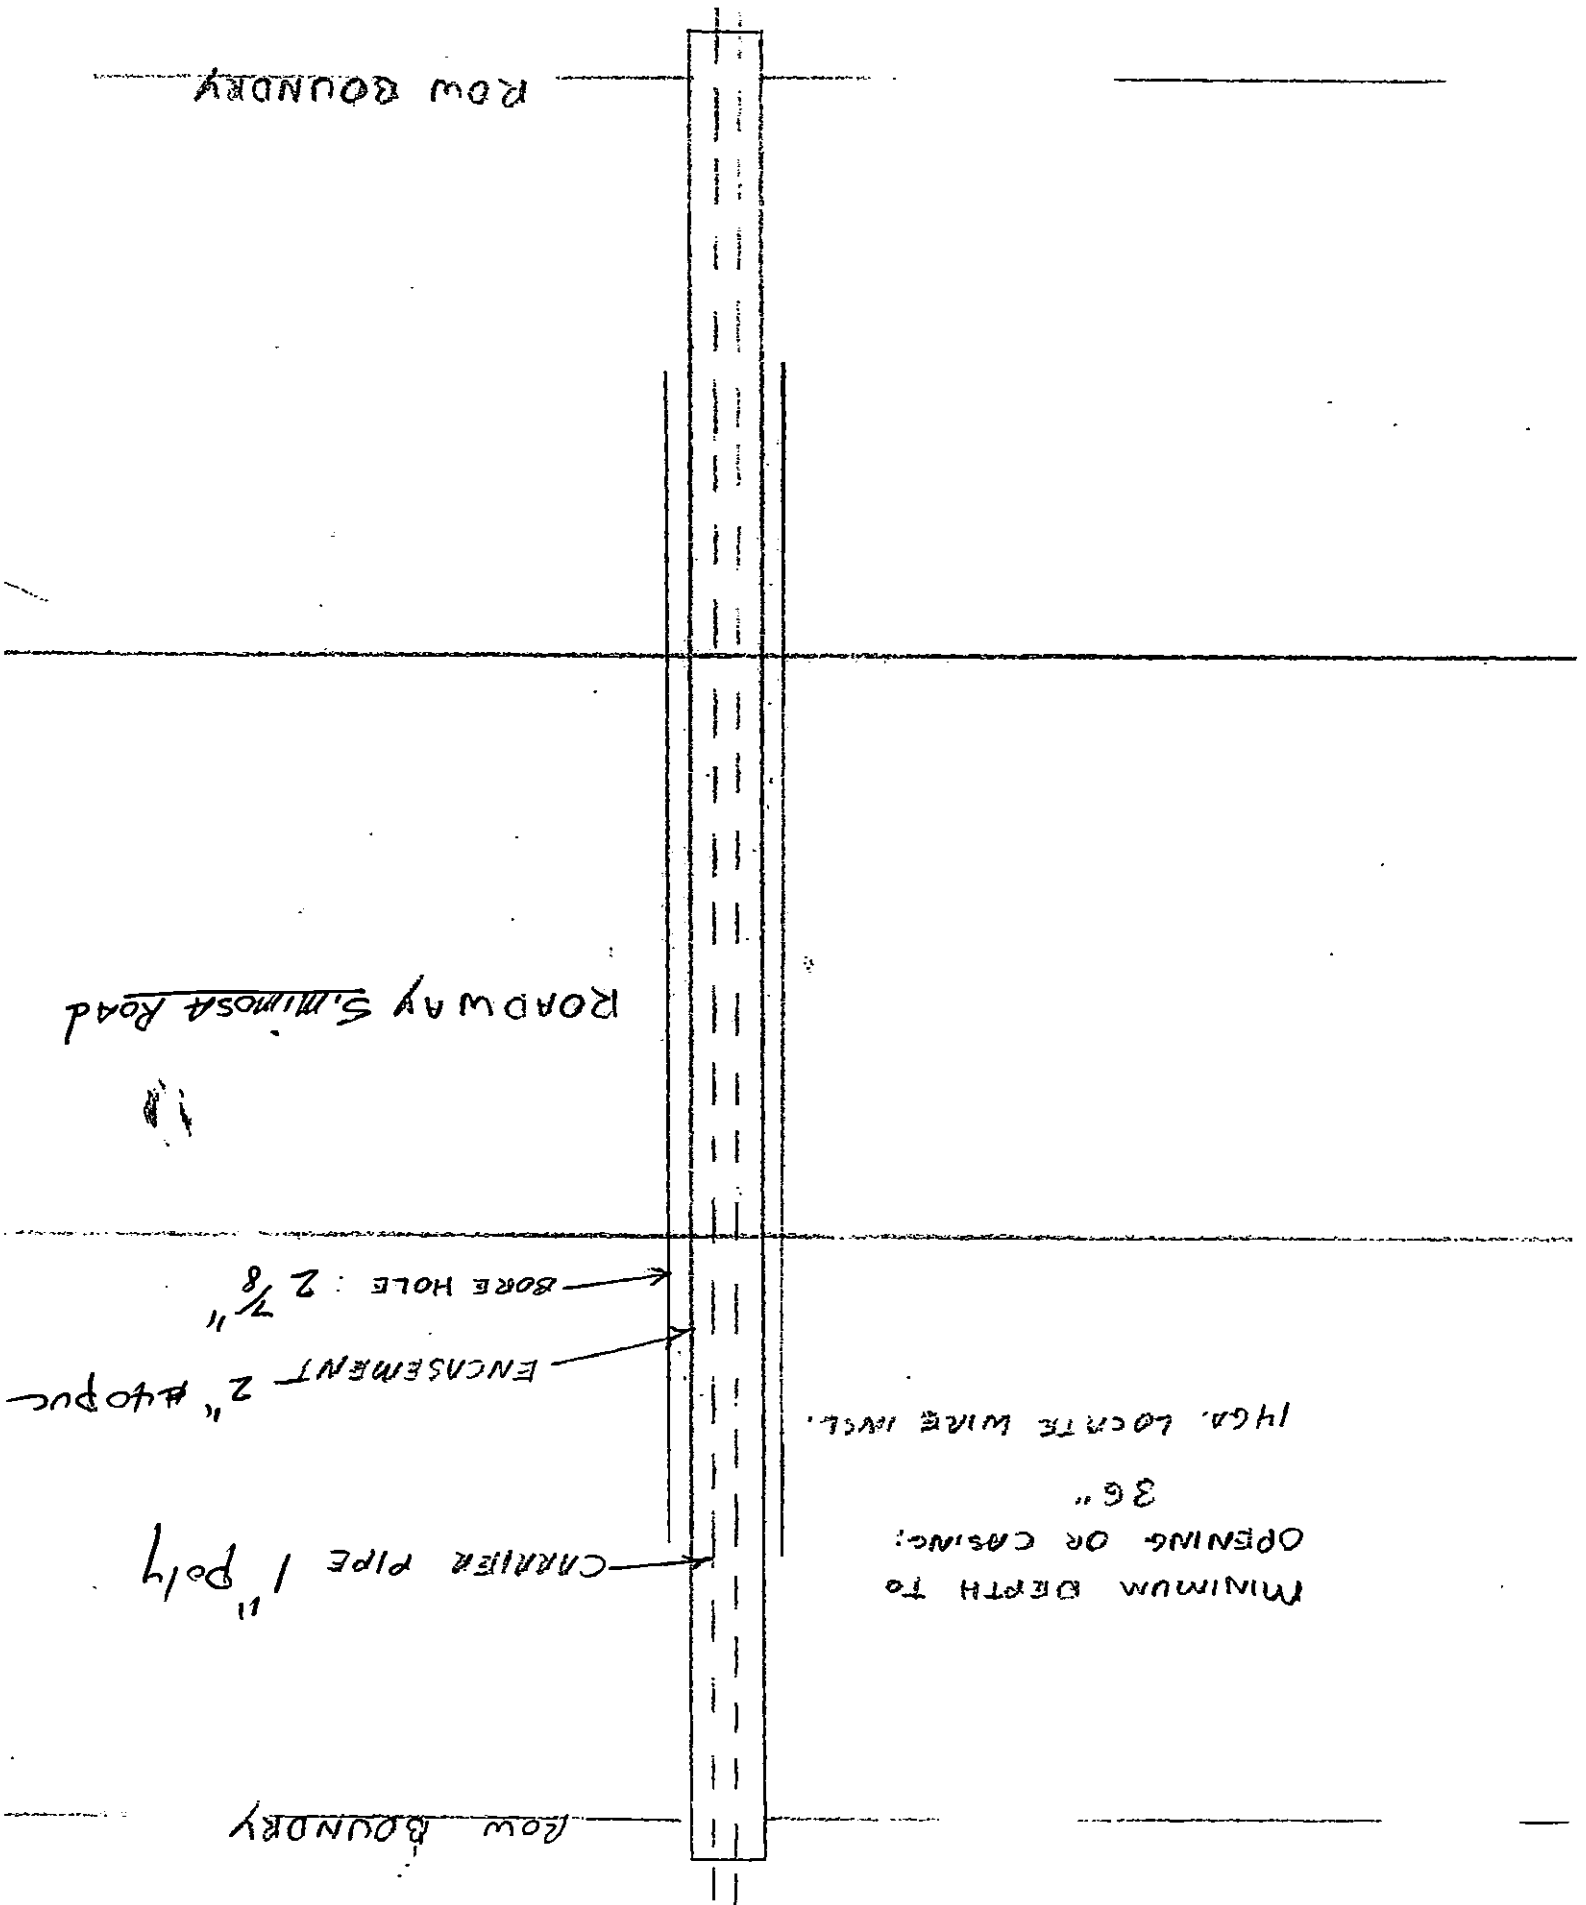 ROW BOUNDRY
MINIMUM DEPTH TO
OPENING OR CASING:
36"
14GA. LOCATE WIRE INCL.
CARRIER PIPE 1" poly
ENCASEMENT 2" #40 PVC
BORE HOLE: 2 7/8"
ROADWAY S. MIMOSA ROAD
ROW BOUNDRY